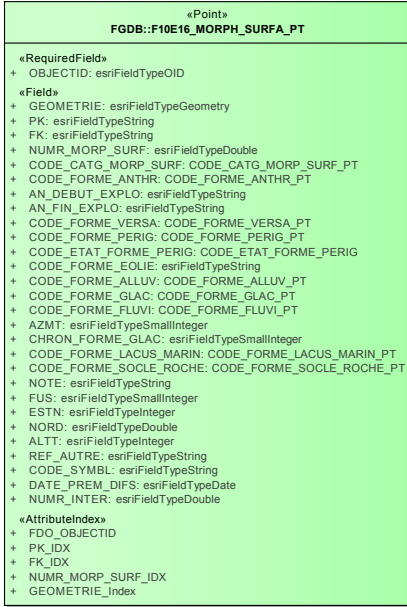 «Point»
FGDB::F10E16_MORPH_SURFA_PT
«RequiredField»
+ OBJECTID: esriFieldTypeOID
«Field»
+ GEOMETRIE: esriFieldTypeGeometry
+ PK: esriFieldTypeString
+ FK: esriFieldTypeString
+ NUMR_MORP_SURF: esriFieldTypeDouble
+ CODE_CATG_MORP_SURF: CODE_CATG_MORP_SURF_PT
+ CODE_FORME_ANTHR: CODE_FORME_ANTHR_PT
+ AN_DEBUT_EXPLO: esriFieldTypeString
+ AN_FIN_EXPLO: esriFieldTypeString
+ CODE_FORME_VERSA: CODE_FORME_VERSA_PT
+ CODE_FORME_PERIG: CODE_FORME_PERIG_PT
+ CODE_ETAT_FORME_PERIG: CODE_ETAT_FORME_PERIG
+ CODE_FORME_EOLIE: esriFieldTypeString
+ CODE_FORME_ALLUV: CODE_FORME_ALLUV_PT
+ CODE_FORME_GLAC: CODE_FORME_GLAC_PT
+ CODE_FORME_FLUVI: CODE_FORME_FLUVI_PT
+ AZMT: esriFieldTypeSmallInteger
+ CHRON_FORME_GLAC: esriFieldTypeSmallInteger
+ CODE_FORME_LACUS_MARIN: CODE_FORME_LACUS_MARIN_PT
+ CODE_FORME_SOCLE_ROCHE: CODE_FORME_SOCLE_ROCHE_PT
+ NOTE: esriFieldTypeString
+ FUS: esriFieldTypeSmallInteger
+ ESTN: esriFieldTypeInteger
+ NORD: esriFieldTypeDouble
+ ALTT: esriFieldTypeInteger
+ REF_AUTRE: esriFieldTypeString
+ CODE_SYMBL: esriFieldTypeString
+ DATE_PREM_DIFS: esriFieldTypeDate
+ NUMR_INTER: esriFieldTypeDouble
«AttributeIndex»
+ FDO_OBJECTID
+ PK_IDX
+ FK_IDX
+ NUMR_MORP_SURF_IDX
+ GEOMETRIE_Index